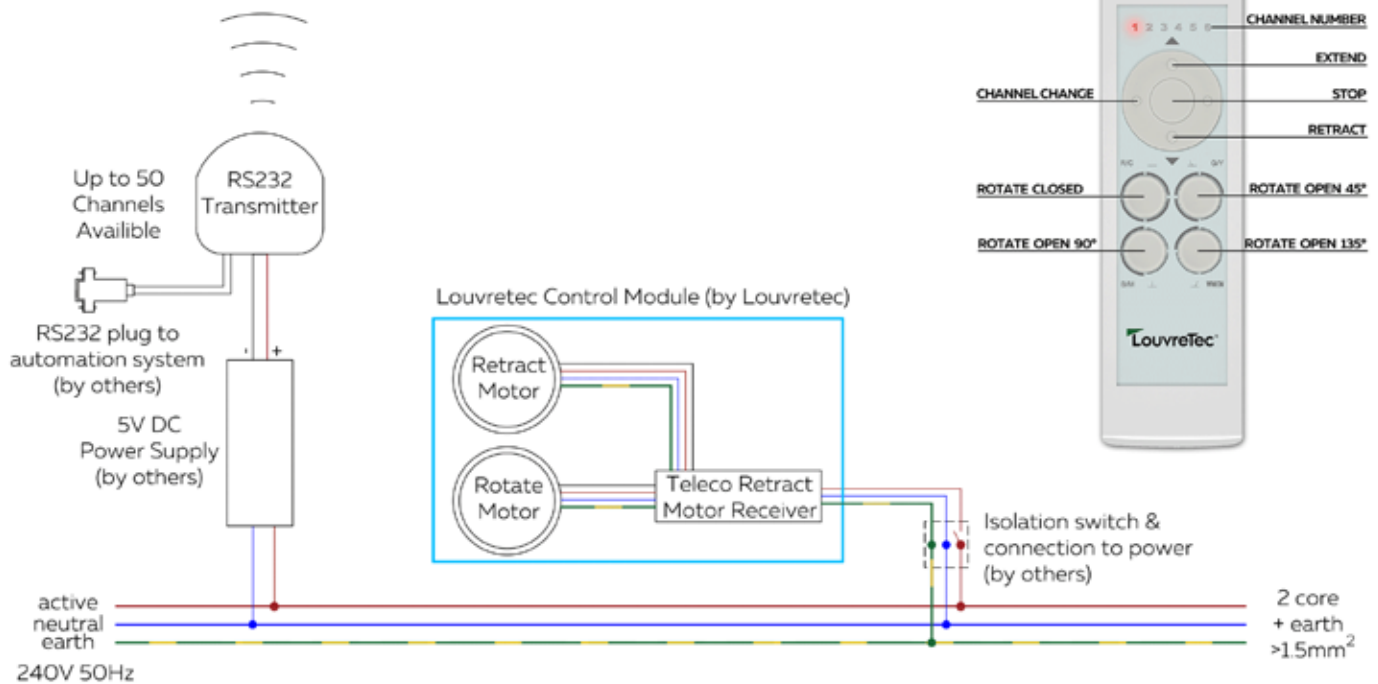 Up to 50
Channels
Availible
RS232
Transmitter
RS232 plug to
automation system
(by others)
- +
5V DC
Power Supply
(by others)
Louvretec Control Module (by Louvretec)
Retract
Motor
Rotate
Motor
Teleco Retract
Motor Receiver
Isolation switch &
connection to power
(by others)
active
neutral
earth
240V 50Hz
2 core
+ earth
>1.5mm²
1 2 3 4 5 6
CHANNEL NUMBER
EXTEND
CHANNEL CHANGE
STOP
RETRACT
ROTATE CLOSED
ROTATE OPEN 45°
ROTATE OPEN 90°
ROTATE OPEN 135°
LouvreTec